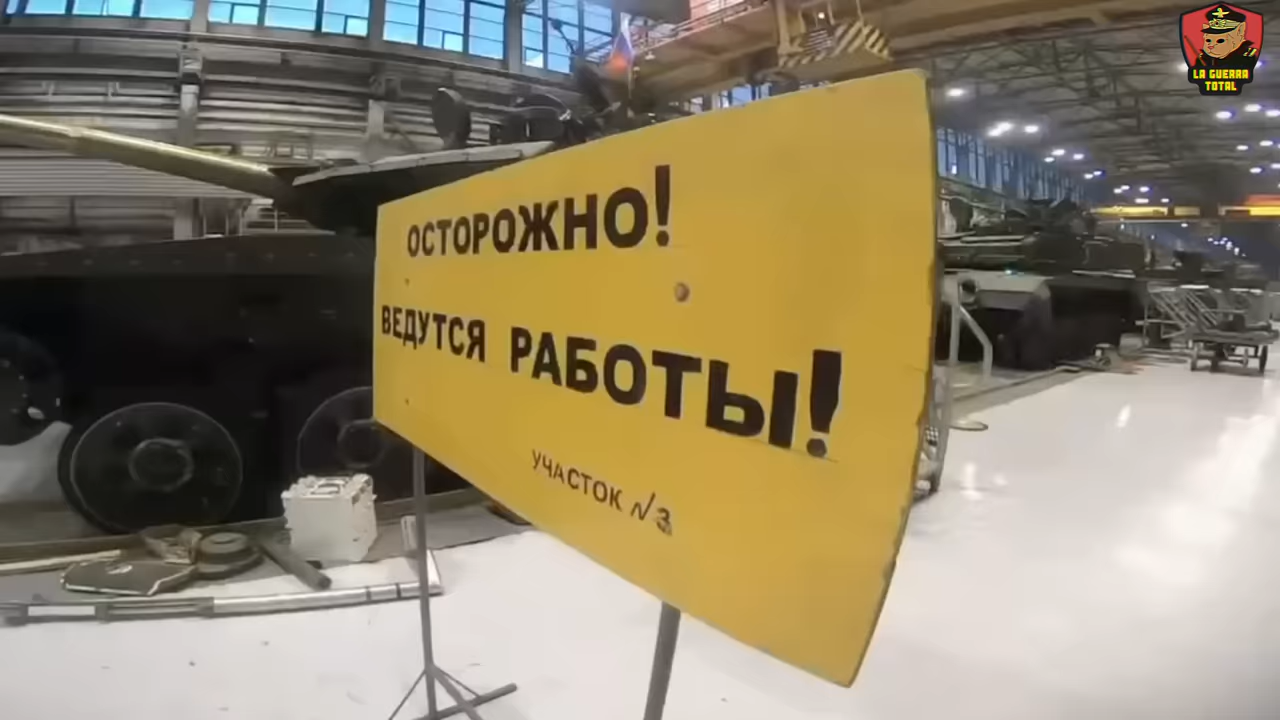 LA GUERRA
TOTAL
ОСТОРОЖНО!
ВЕДУТСЯ РАБОТЫ!
УЧАСТОК №3